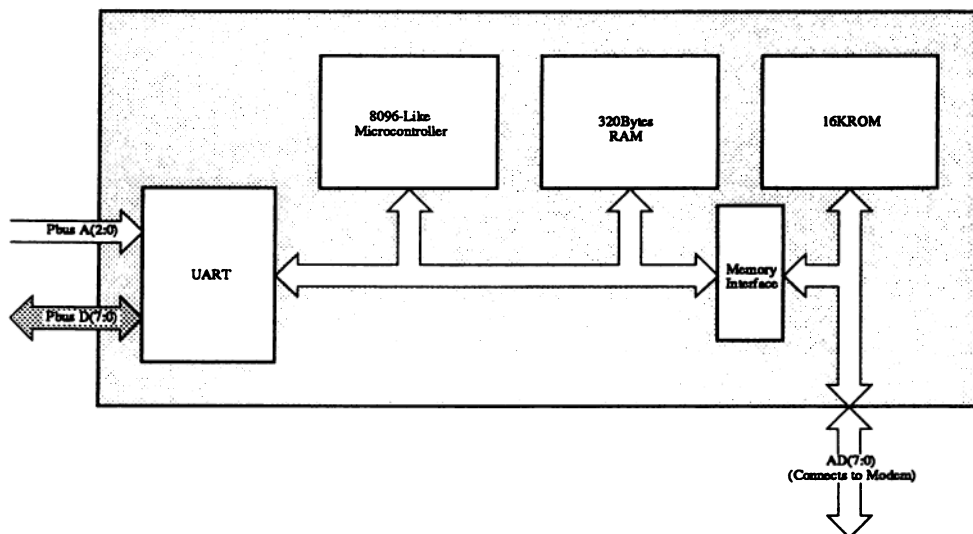 8096-Like
Microcontroller
320Bytes
RAM
16KROM
Pbus A(2:0)
UART
Memory
Interface
Pbus D(7:0)
AD(7:0)
(Connects to Modem)